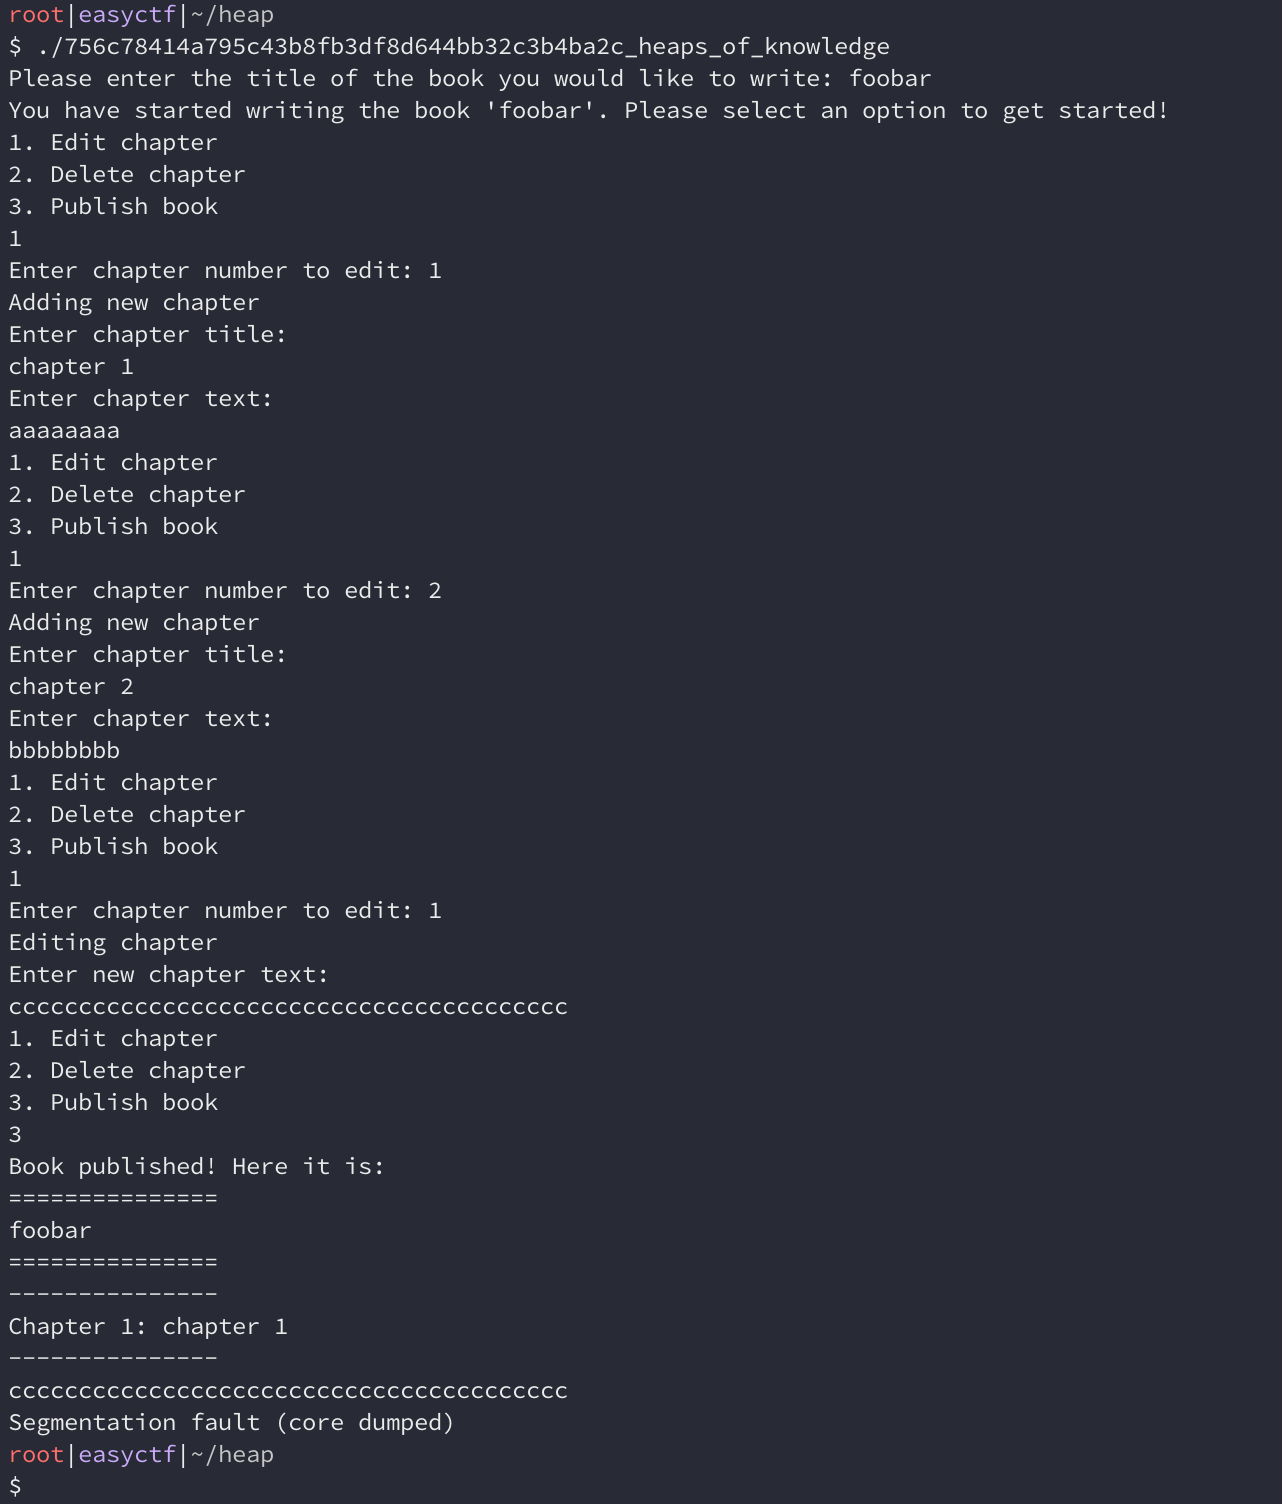 root|easyctf|~/heap
$ ./756c78414a795c43b8fb3df8d644bb32c3b4ba2c_heaps_of_knowledge
Please enter the title of the book you would like to write: foobar
You have started writing the book 'foobar'. Please select an option to get started!
1. Edit chapter
2. Delete chapter
3. Publish book
1
Enter chapter number to edit: 1
Adding new chapter
Enter chapter title:
chapter 1
Enter chapter text:
aaaaaaaa
1. Edit chapter
2. Delete chapter
3. Publish book
1
Enter chapter number to edit: 2
Adding new chapter
Enter chapter title:
chapter 2
Enter chapter text:
bbbbbbbb
1. Edit chapter
2. Delete chapter
3. Publish book
1
Enter chapter number to edit: 1
Editing chapter
Enter new chapter text:
cccccccccccccccccccccccccccccccccccccccc
1. Edit chapter
2. Delete chapter
3. Publish book
3
Book published! Here it is:
===============
foobar
===============
---------------
Chapter 1: chapter 1
---------------
cccccccccccccccccccccccccccccccccccccccc
Segmentation fault (core dumped)
root|easyctf|~/heap
$